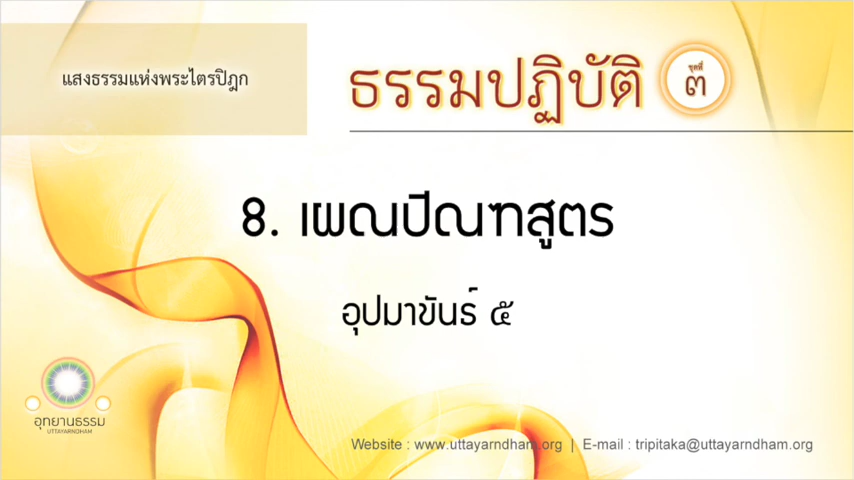 แสงธรรมแห่งพระไตรปิฎก
ธรรมปฏิบัติ
ชุดที่
๓
8. เผณปิณฑสูตร
อุปมาขันธ์ ๕
อุทยานธรรม
UTTAYARNDHAM
Website : www.uttayarndham.org | E-mail : tripitaka@uttayarndham.org